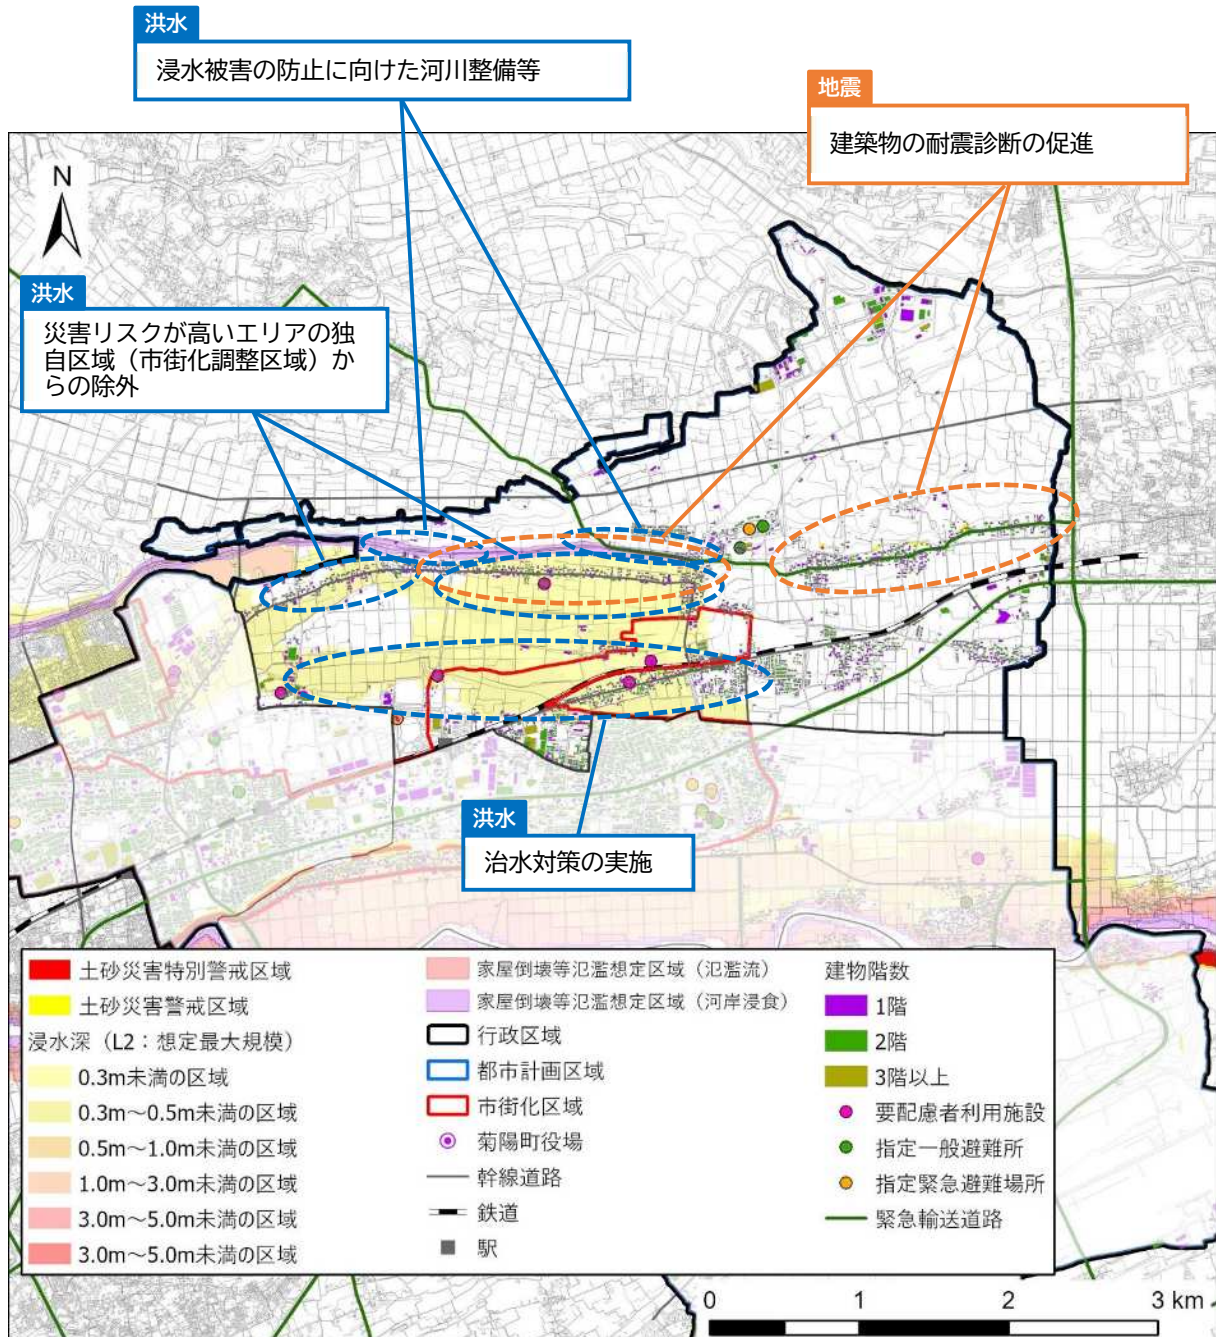 洪水
浸水被害の防止に向けた河川整備等
地震
建築物の耐震診断の促進
N
洪水
災害リスクが高いエリアの独
自区域（市街化調整区域）か
らの除外
洪水
治水対策の実施
土砂災害特別警戒区域
土砂災害警戒区域
浸水深（L2：想定最大規模）
0.3m未満の区域
0.3m～0.5m未満の区域
0.5m～1.0m未満の区域
1.0m～3.0m未満の区域
3.0m～5.0m未満の区域
3.0m～5.0m未満の区域
家屋倒壊等氾濫想定区域（氾濫流）
家屋倒壊等氾濫想定区域（河岸浸食）
行政区域
都市計画区域
市街化区域
菊陽町役場
幹線道路
鉄道
駅
建物階数
1階
2階
3階以上
要配慮者利用施設
指定一般避難所
指定緊急避難場所
緊急輸送道路
0 1 2 3 km